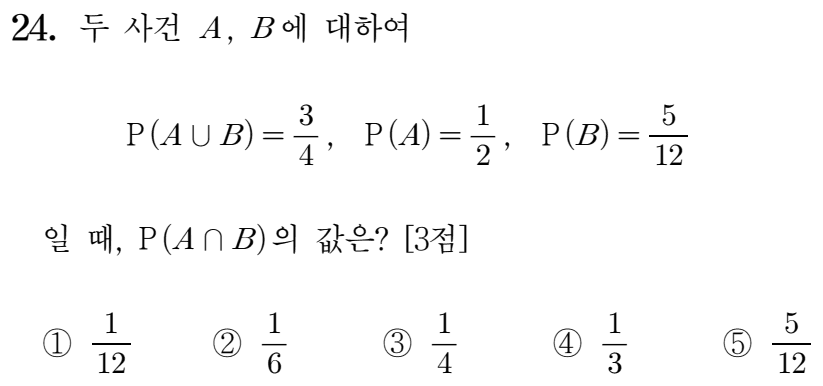 24. 두 사건 A, B에 대하여
P(A∪B)=3/4, P(A)=1/2, P(B)=5/12
일 때, P(A∩B)의 값은? [3점]
① 1/12 ② 1/6 ③ 1/4 ④ 1/3 ⑤ 5/12